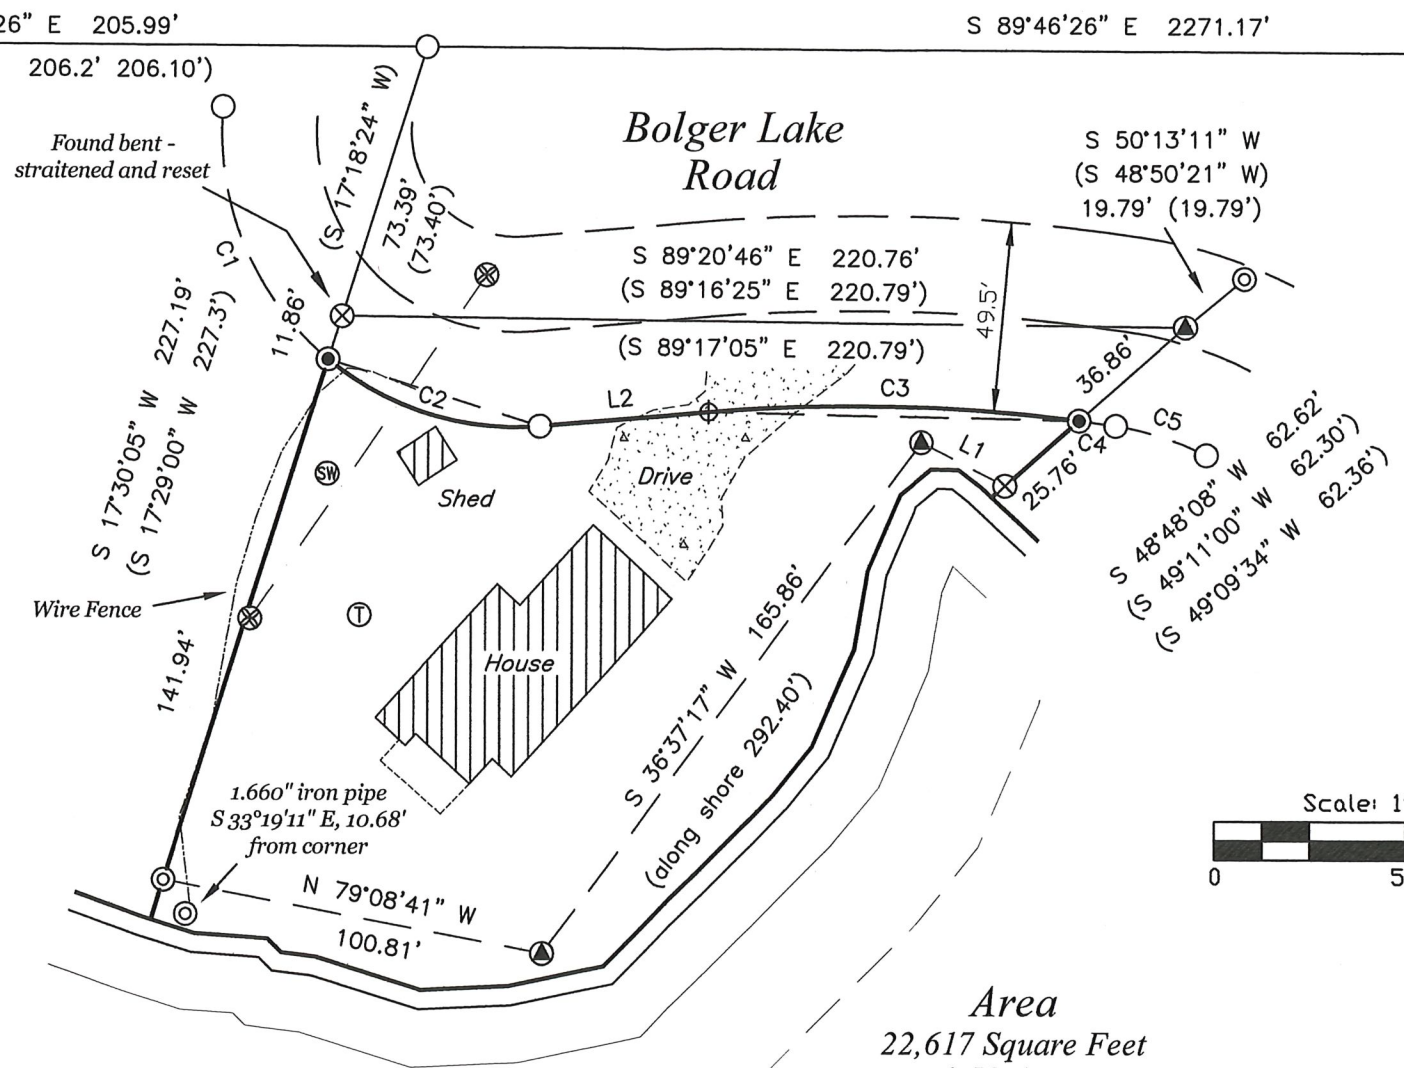 26" E 205.99'
S 89°46'26" E 2271.17'
206.2' 206.10')
Found bent -
straitened and reset
(S 17°18'24" W)
73.39'
(73.40')
Bolger Lake
Road
S 50°13'11" W
(S 48°50'21" W)
19.79' (19.79')
C1
S 89°20'46" E 220.76'
(S 89°16'25" E 220.79')
(S 89°17'05" E 220.79')
49.5'
11.86'
36.86'
S 17°30'05" W 227.19'
(S 17°29'00" W 227.3')
C2
L2
C3
C4
C5
L1
25.76'
S 48°48'08" W 62.62'
(S 49°11'00" W 62.30')
(S 49°09'34" W 62.36')
SW
Shed
Drive
Wire Fence
T
House
141.94'
S 36°37'17" W 165.86'
(along shore 292.40')
1.660" iron pipe
S 33°19'11" E, 10.68'
from corner
N 79°08'41" W
100.81'
Scale: 1
0 5
Area
22,617 Square Feet